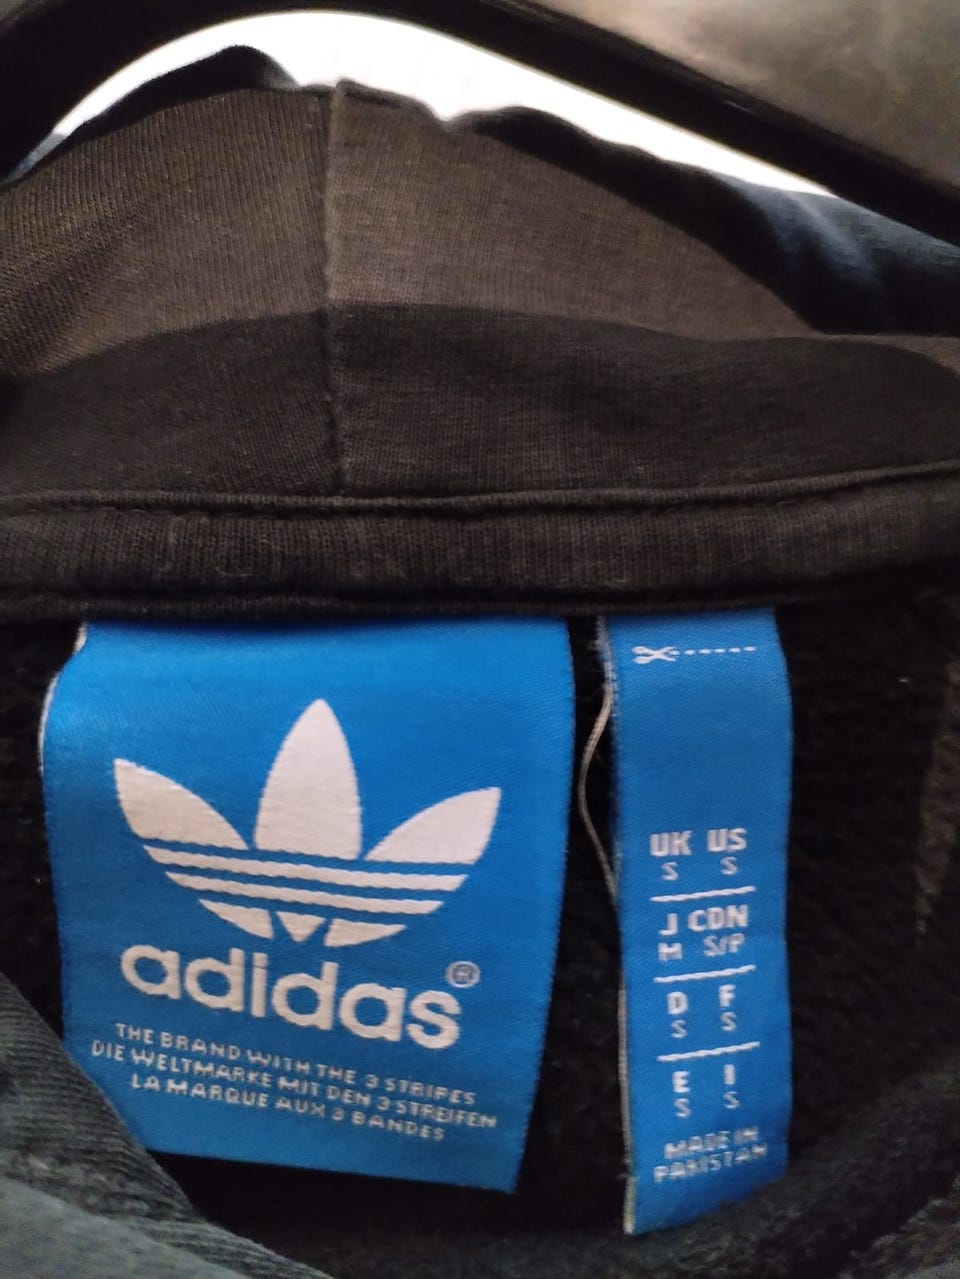 adidas®
THE BRAND WITH THE 3 STRIPES
DIE WELTMARKE MIT DEN 3 STREIFEN
LA MARQUE AUX 3 BANDES
UK US
S S
J CDN
M S/P
D F
S S
E I
S S
MADE IN
PAKISTAN